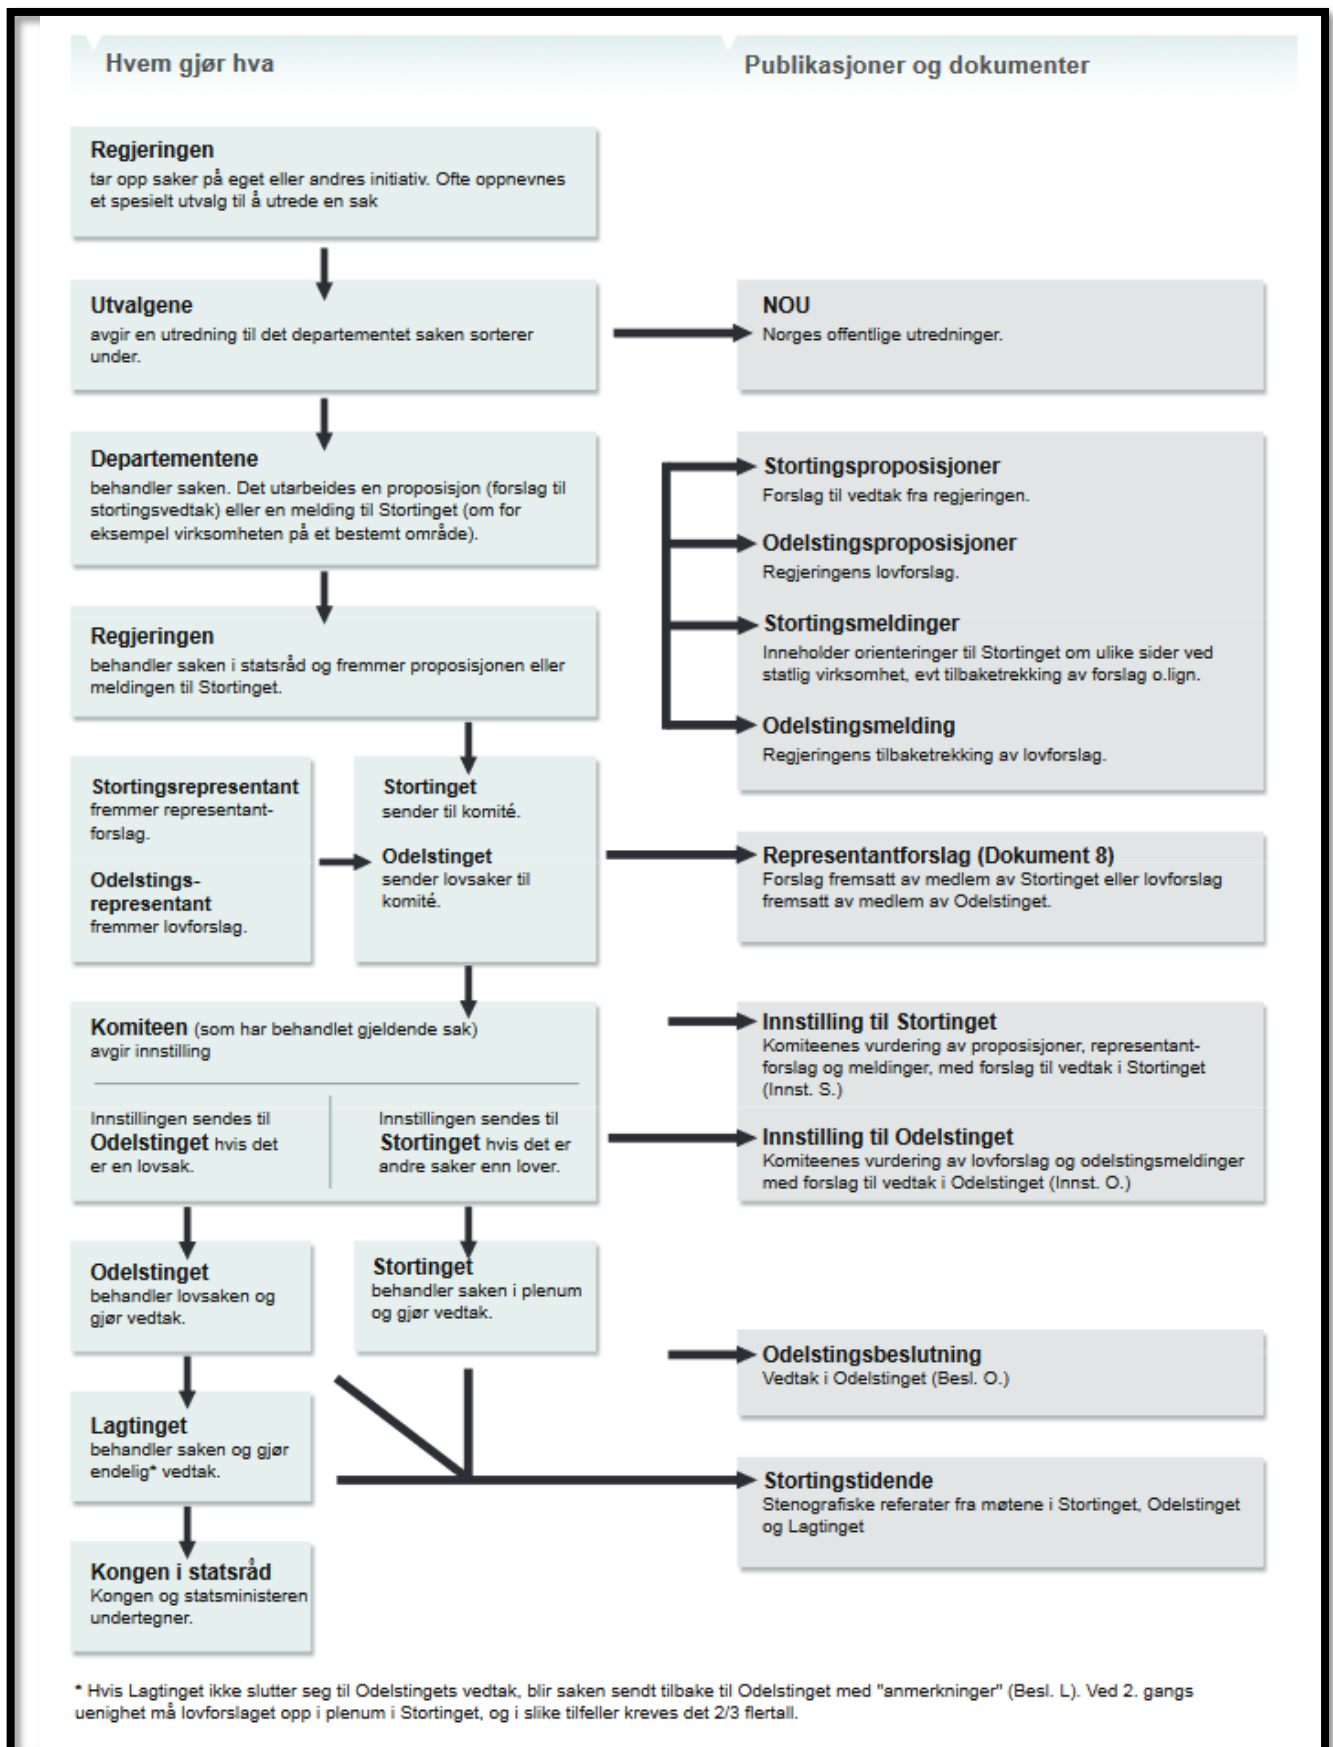 Hvem gjør hva
Publikasjoner og dokumenter
Regjeringen
tar opp saker på eget eller andres initiativ. Ofte oppnevnes
et spesielt utvalg til å utrede en sak
Utvalgene
avgir en utredning til det departementet saken sorterer
under.
NOU
Norges offentlige utredninger.
Departementene
behandler saken. Det utarbeides en proposisjon (forslag til
stortingsvedtak) eller en melding til Stortinget (om for
eksempel virksomheten på et bestemt område).
Regjeringen
behandler saken i statsråd og fremmer proposisjonen eller
meldingen til Stortinget.
Stortingsproposisjoner
Forslag til vedtak fra regjeringen.
Odelstingsproposisjoner
Regjeringens lovforslag.
Stortingsmeldinger
Inneholder orienteringer til Stortinget om ulike sider ved
statlig virksomhet, evt tilbaketrekking av forslag o.lign.
Odelstingsmelding
Regjeringens tilbaketrekking av lovforslag.
Stortingsrepresentant
fremmer representant-
forslag.
Odelstings-
representant
fremmer lovforslag.
Stortinget
sender til komité.
Odelstinget
sender lovsaker til
komité.
Representantforslag (Dokument 8)
Forslag fremsatt av medlem av Stortinget eller lovforslag
fremsatt av medlem av Odelstinget.
Komiteen (som har behandlet gjeldende sak)
avgir innstilling
Innstillingen sendes til
Odelstinget hvis det
er en lovsak.
Innstillingen sendes til
Stortinget hvis det er
andre saker enn lover.
Innstilling til Stortinget
Komiteenes vurdering av proposisjoner, representant-
forslag og meldinger, med forslag til vedtak i Stortinget
(Innst. S.)
Innstilling til Odelstinget
Komiteenes vurdering av lovforslag og odelstingsmeldinger
med forslag til vedtak i Odelstinget (Innst. O.)
Odelstinget
behandler lovsaken og
gjør vedtak.
Stortinget
behandler saken i plenum
og gjør vedtak.
Odelstingsbeslutning
Vedtak i Odelstinget (Besl. O.)
Lagtinget
behandler saken og gjør
endelig* vedtak.
Stortingstidende
Stenografiske referater fra møtene i Stortinget, Odelstinget
og Lagtinget
Kongen i statsråd
Kongen og statsministeren
undertegner.
* Hvis Lagtinget ikke slutter seg til Odelstingets vedtak, blir saken sendt tilbake til Odelstinget med "anmerkninger" (Besl. L). Ved 2. gangs
uenighet må lovforslaget opp i plenum i Stortinget, og i slike tilfeller kreves det 2/3 flertall.